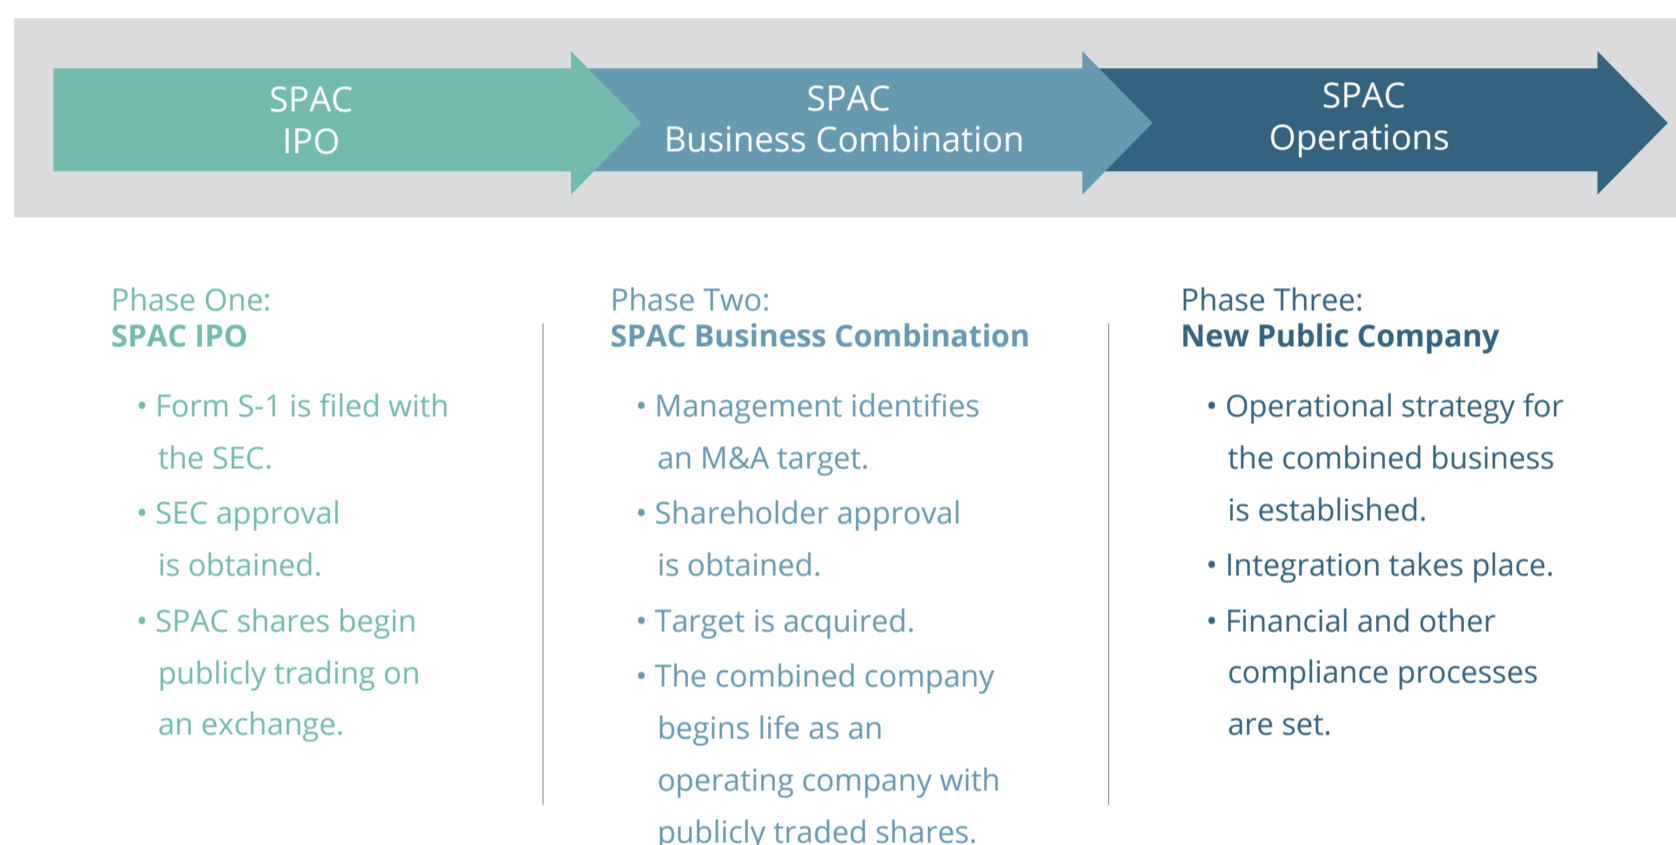 SPAC
IPO
SPAC
Business Combination
SPAC
Operations
Phase One:
SPAC IPO
• Form S-1 is filed with
the SEC.
• SEC approval
is obtained.
• SPAC shares begin
publicly trading on
an exchange.
Phase Two:
SPAC Business Combination
• Management identifies
an M&A target.
• Shareholder approval
is obtained.
• Target is acquired.
• The combined company
begins life as an
operating company with
publicly traded shares.
Phase Three:
New Public Company
• Operational strategy for
the combined business
is established.
• Integration takes place.
• Financial and other
compliance processes
are set.